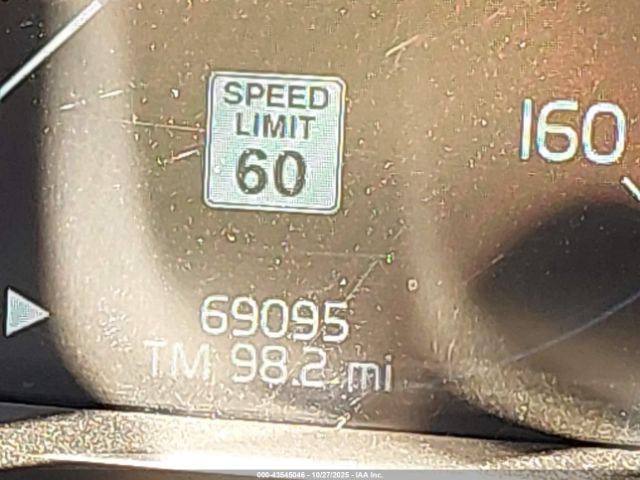 SPEED
LIMIT
60
160
69095
TM 98.2 mi
000-43545046 - 10/27/2025 - IAA Inc.